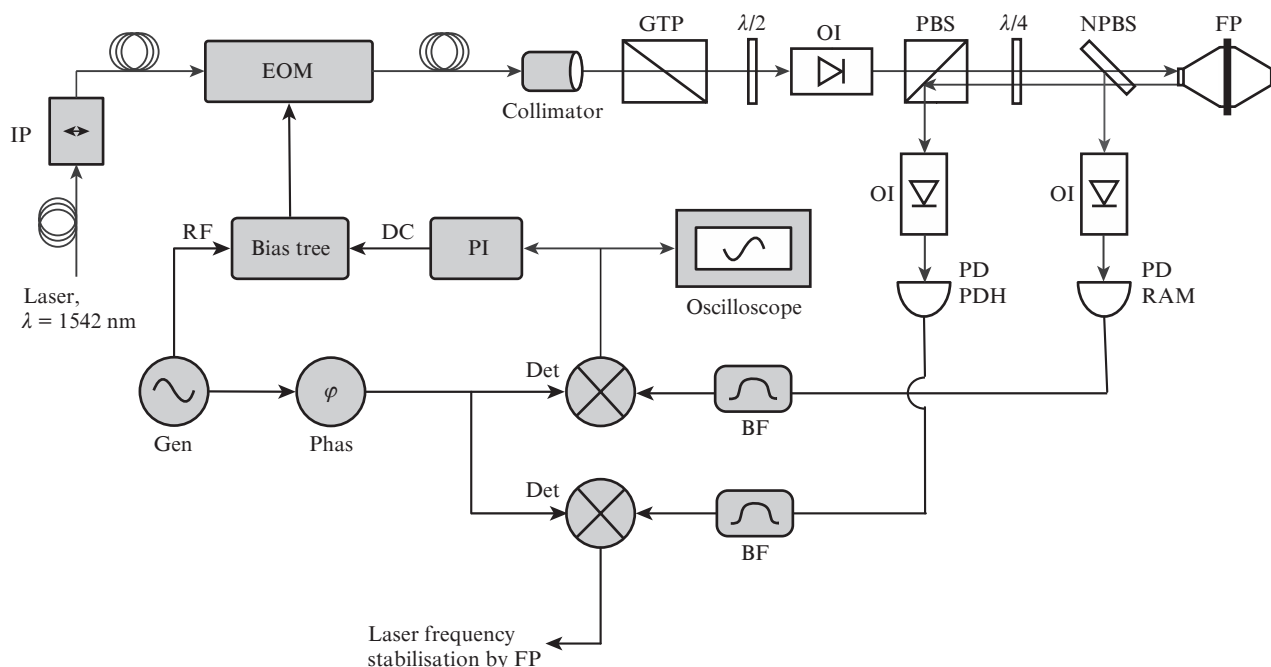 GTP
λ/2
OI
PBS
λ/4
NPBS
FP
EOM
Collimator
IP
OI
OI
RF
Bias tree
DC
PI
Oscilloscope
PD
PDH
PD
RAM
Laser,
λ = 1542 nm
Det
φ
Gen
Phas
BF
Det
BF
Laser frequency
stabilisation by FP